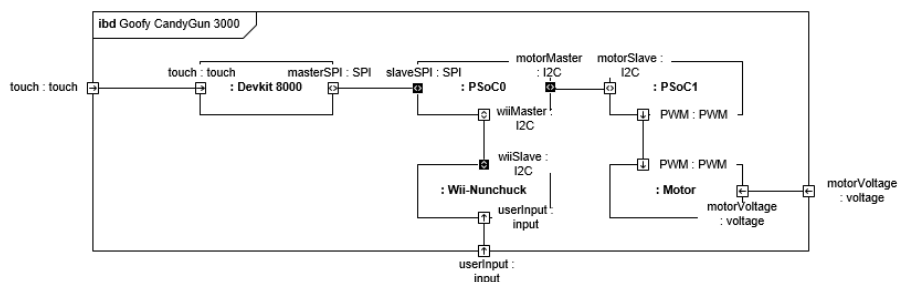 ibd Goofy CandyGun 3000
touch : touch
touch : touch
masterSPI : SPI
: Devkit 8000
slaveSPI : SPI
motorMaster
: I2C
: PSoC0
wiiMaster :
I2C
motorSlave :
I2C
: PSoC1
PWM : PWM
wiiSlave :
I2C
: Wii-Nunchuck
userInput :
input
PWM : PWM
: Motor
motorVoltage
: voltage
motorVoltage
: voltage
userInput :
input